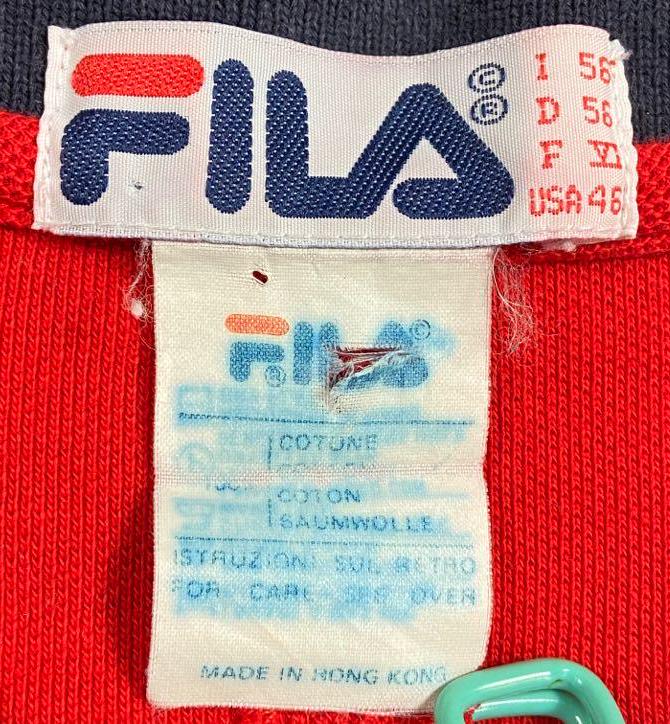 FILA © ®
I 56
D 56
F VI
USA 46
FILA © ®
COTONE
COTON
BAUMWOLLE
ISTRUZIONI SUL RETRO
FOR CARE SEE OVER
MADE IN HONG KONG